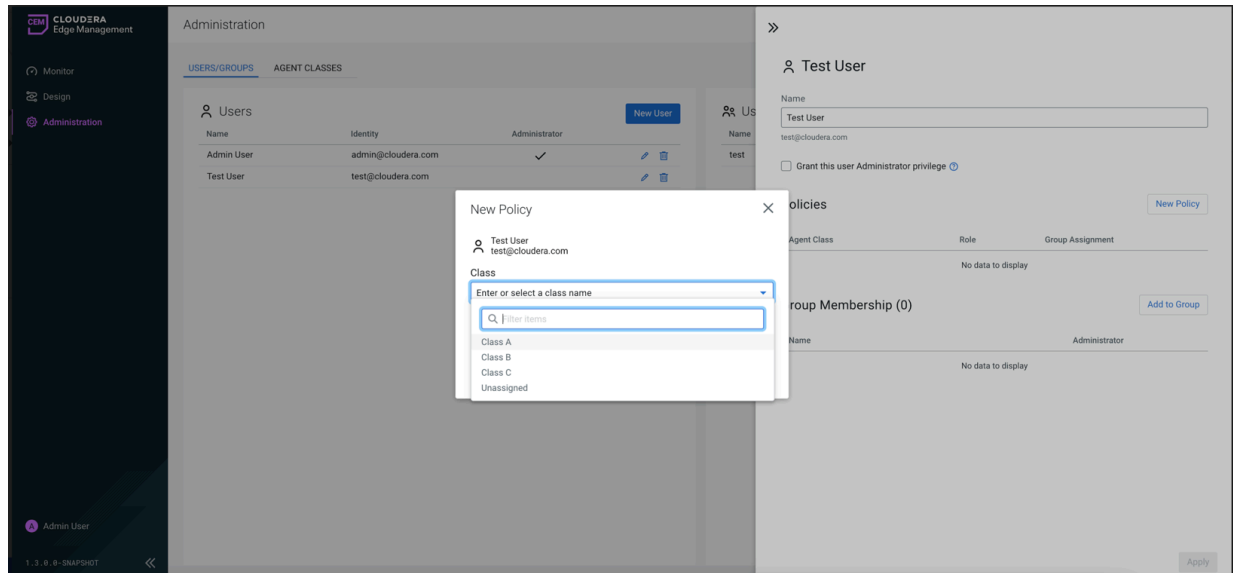 CEM CLOUDΞRA
Edge Management
Monitor
Design
Administration
A Admin User
1.3.0.0-SNAPSHOT
Administration
USERS/GROUPS AGENT CLASSES
Users New User
Name Identity Administrator
Admin User admin@cloudera.com
Test User test@cloudera.com
Us
Name
test
New Policy
Test User
test@cloudera.com
Class
Enter or select a class name
Filter items
Class A
Class B
Class C
Unassigned
Test User
Name
Test User
test@cloudera.com
Grant this user Administrator privilege ?
olicies New Policy
Agent Class Role Group Assignment
No data to display
roup Membership (0) Add to Group
Name Administrator
No data to display
Apply